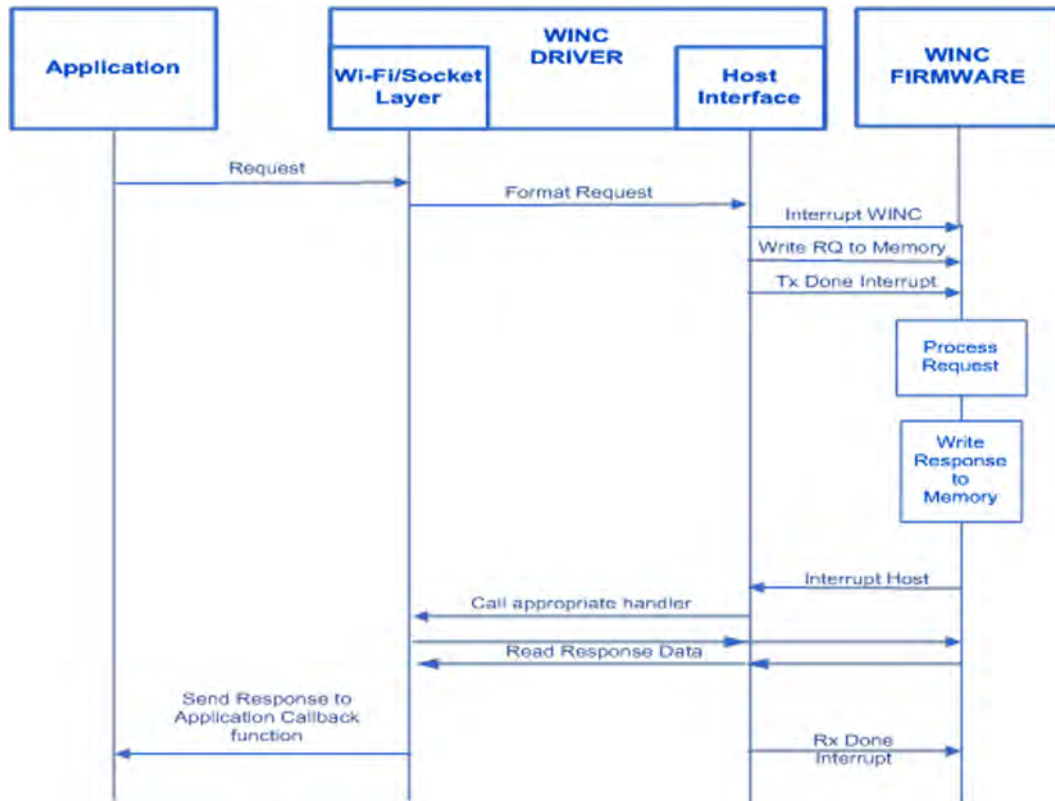 Application
WINC
DRIVER
Wi-Fi/Socket
Layer
Host
Interface
WINC
FIRMWARE
Request
Format Request
Interrupt WINC
Write RQ to Memory
Tx Done Interrupt
Process
Request
Write
Response
to
Memory
Interrupt Host
Call appropriate handler
Read Response Data
Send Response to
Application Callback
function
Rx Done
Interrupt